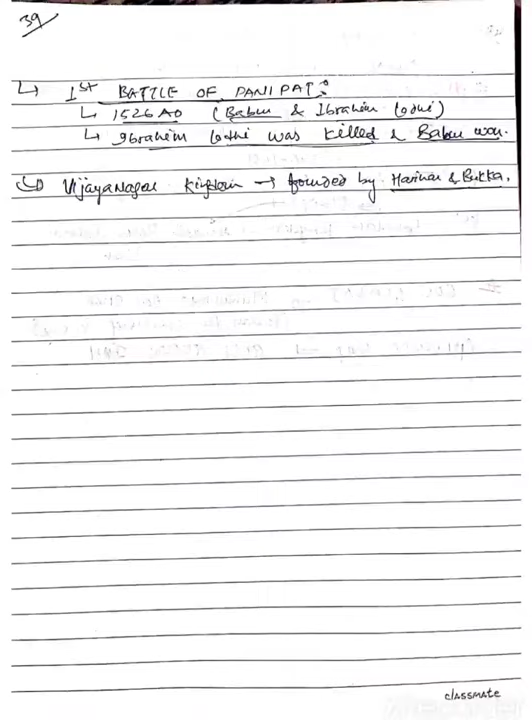 39
↳ 1st BATTLE OF PANIPAT:
↳ 1526 AD (Babur & Ibrahim Lodhi)
↳ Ibrahim Lodhi was killed & Babur won.
↳ Vijayanagar Kingdom → founded by Harihar & Bukka.
classmate